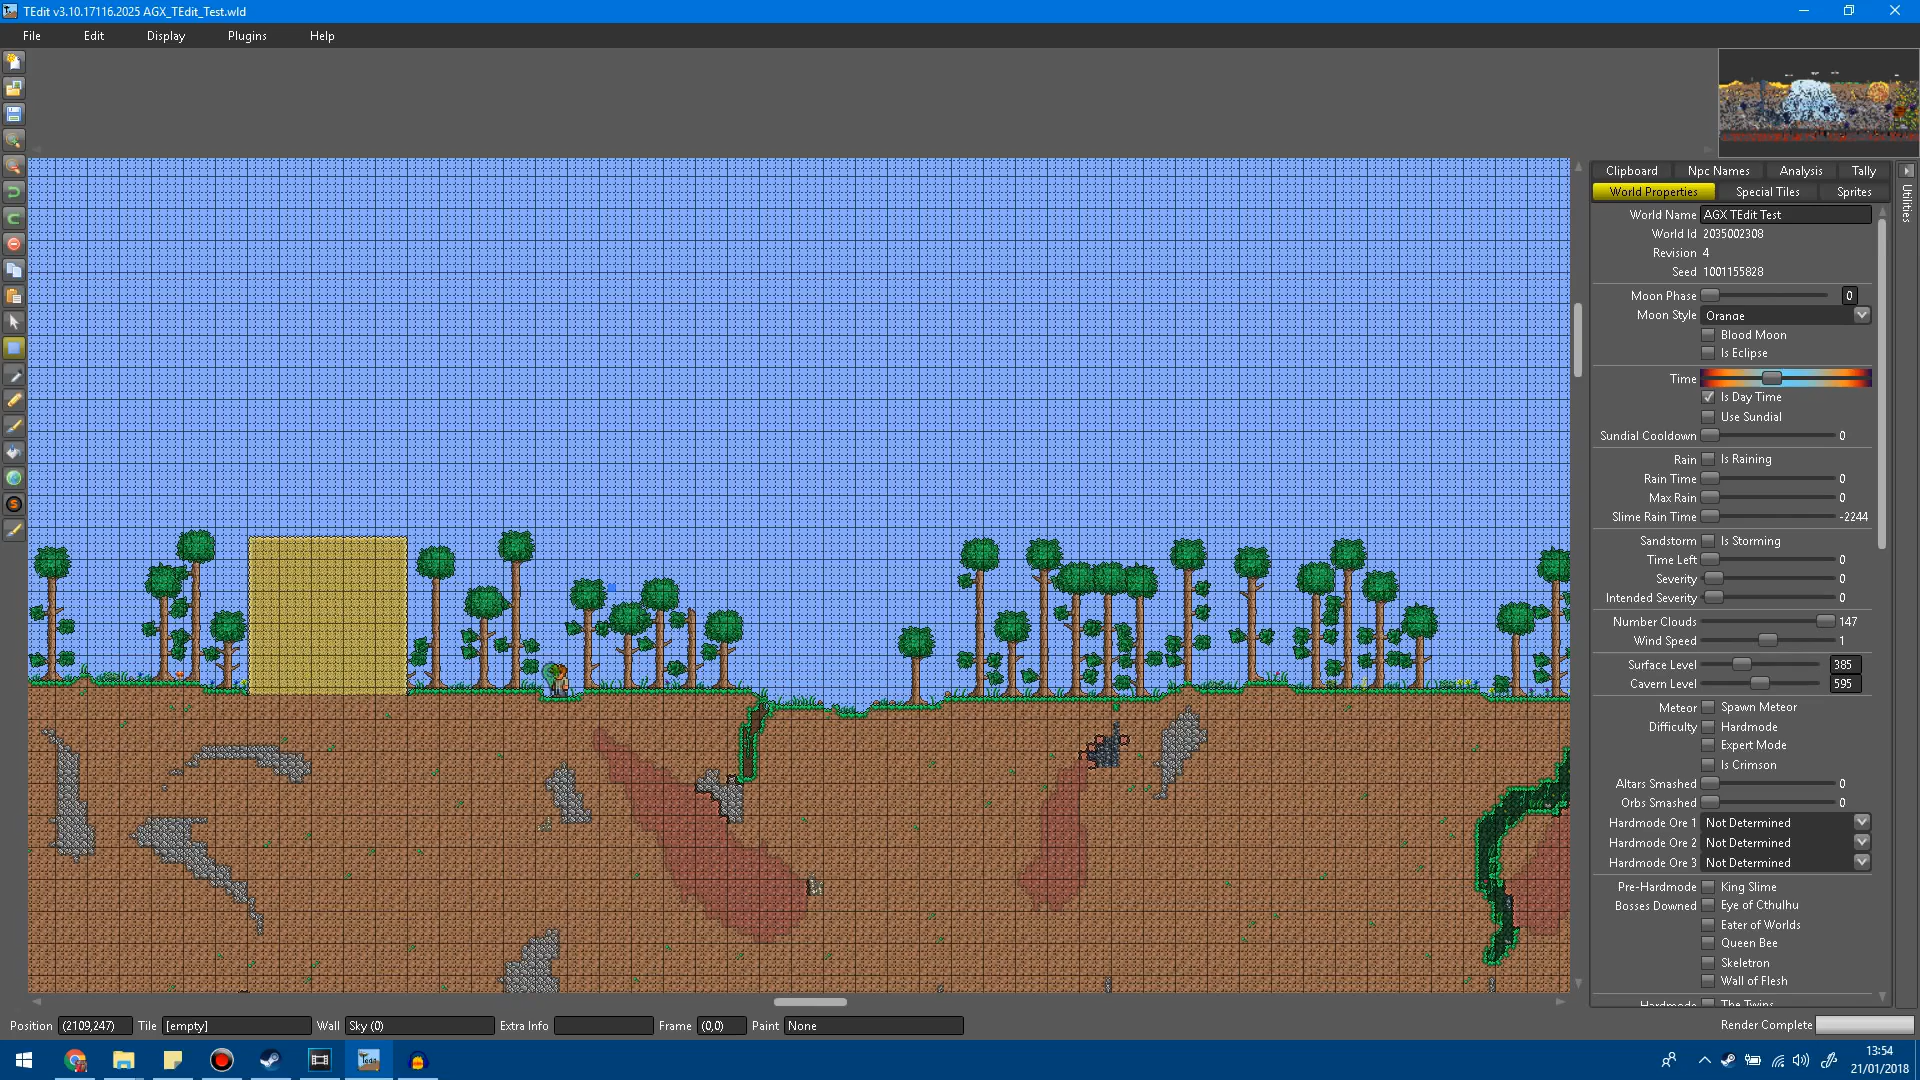 TEdit v3.10.17116.2025 AGX_TEdit_Test.wld
File Edit Display Plugins Help
Clipboard Npc Names Analysis Tally
World Properties Special Tiles Sprites
Utilities
World Name AGX TEdit Test
World Id 2035002308
Revision 4
Seed 1001155828
Moon Phase 0
Moon Style Orange
Blood Moon
Is Eclipse
Time
Is Day Time
Use Sundial
Sundial Cooldown 0
Rain Is Raining
Rain Time 0
Max Rain 0
Slime Rain Time -2244
Sandstorm Is Storming
Time Left 0
Severity 0
Intended Severity 0
Number Clouds 147
Wind Speed 1
Surface Level 385
Cavern Level 595
Meteor Spawn Meteor
Difficulty Hardmode
Expert Mode
Is Crimson
Altars Smashed 0
Orbs Smashed 0
Hardmode Ore 1 Not Determined
Hardmode Ore 2 Not Determined
Hardmode Ore 3 Not Determined
Pre-Hardmode King Slime
Bosses Downed Eye of Cthulhu
Eater of Worlds
Queen Bee
Skeletron
Wall of Flesh
Hardmode The Twins
Position (2109,247) Tile [empty] Wall Sky (0) Extra Info Frame (0,0) Paint None Render Complete
13:54
21/01/2018